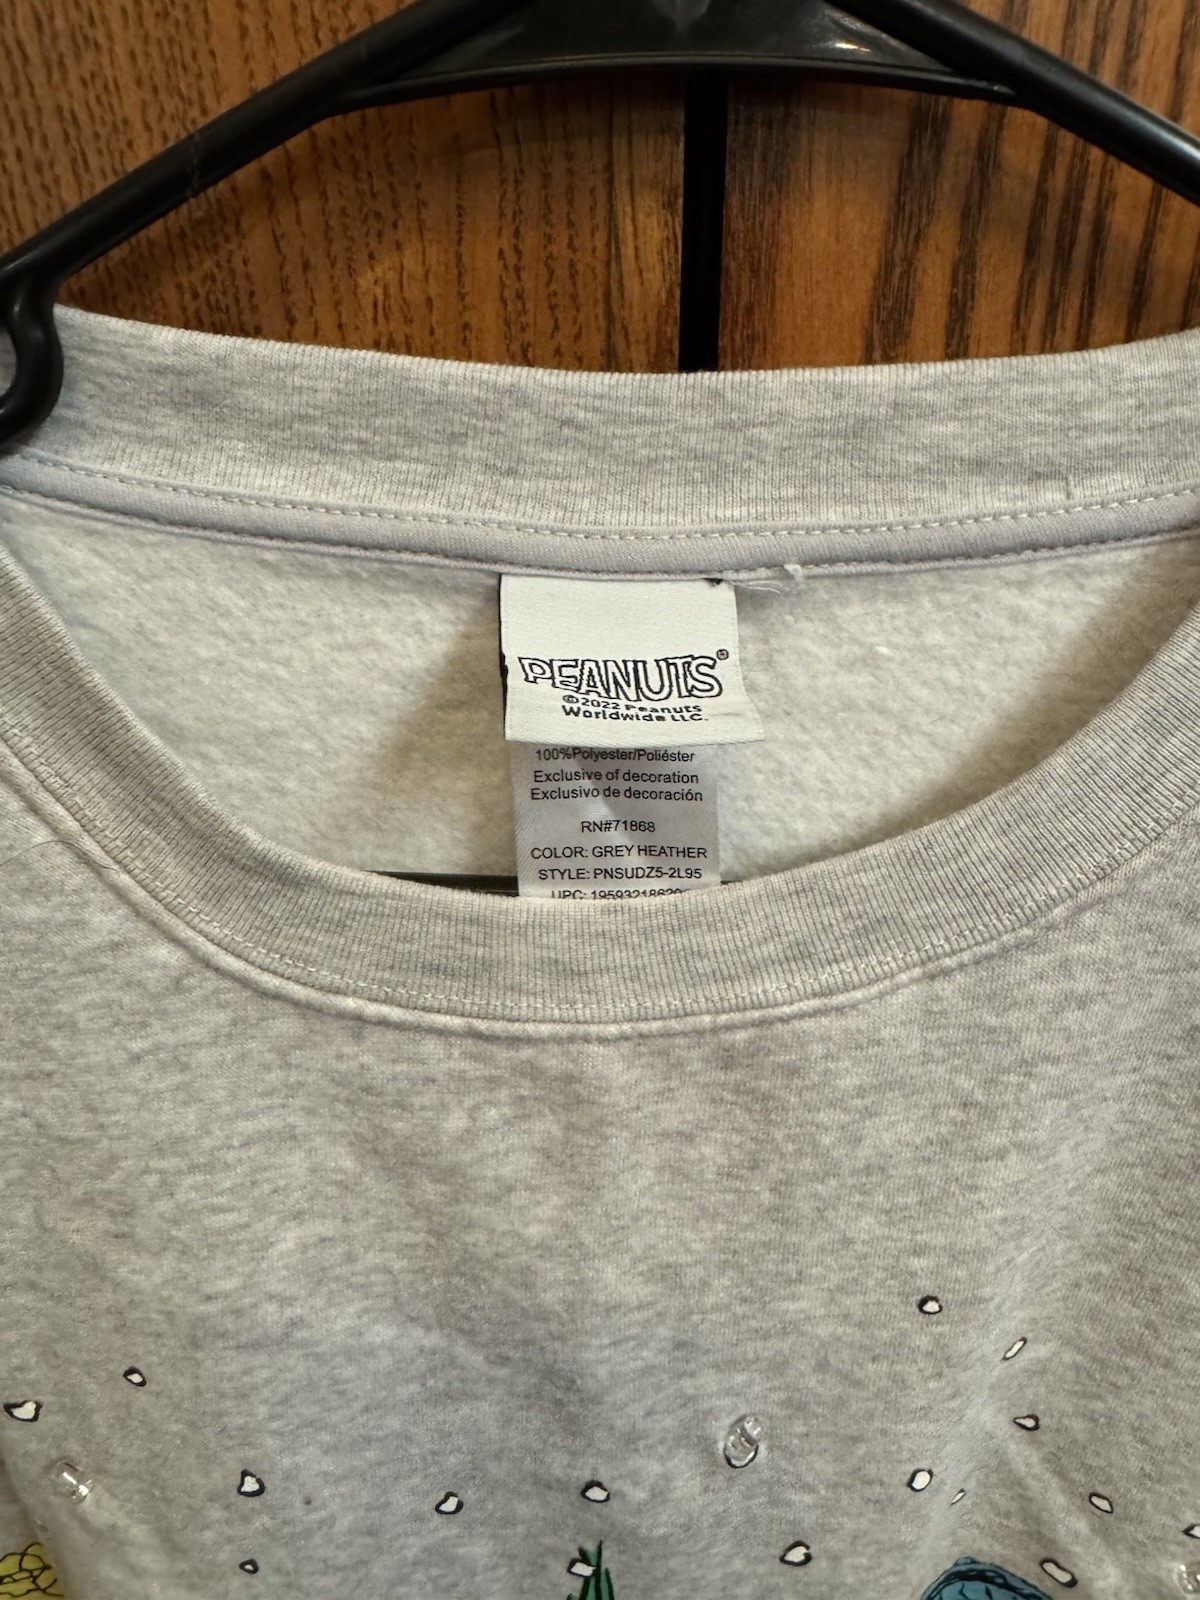 PEANUTS®
©2022 Peanuts
Worldwide LLC.
100%Polyester/Poliéster
Exclusive of decoration
Exclusivo de decoración
RN#71868
COLOR: GREY HEATHER
STYLE: PNSUDZ5-2L95
UPC: